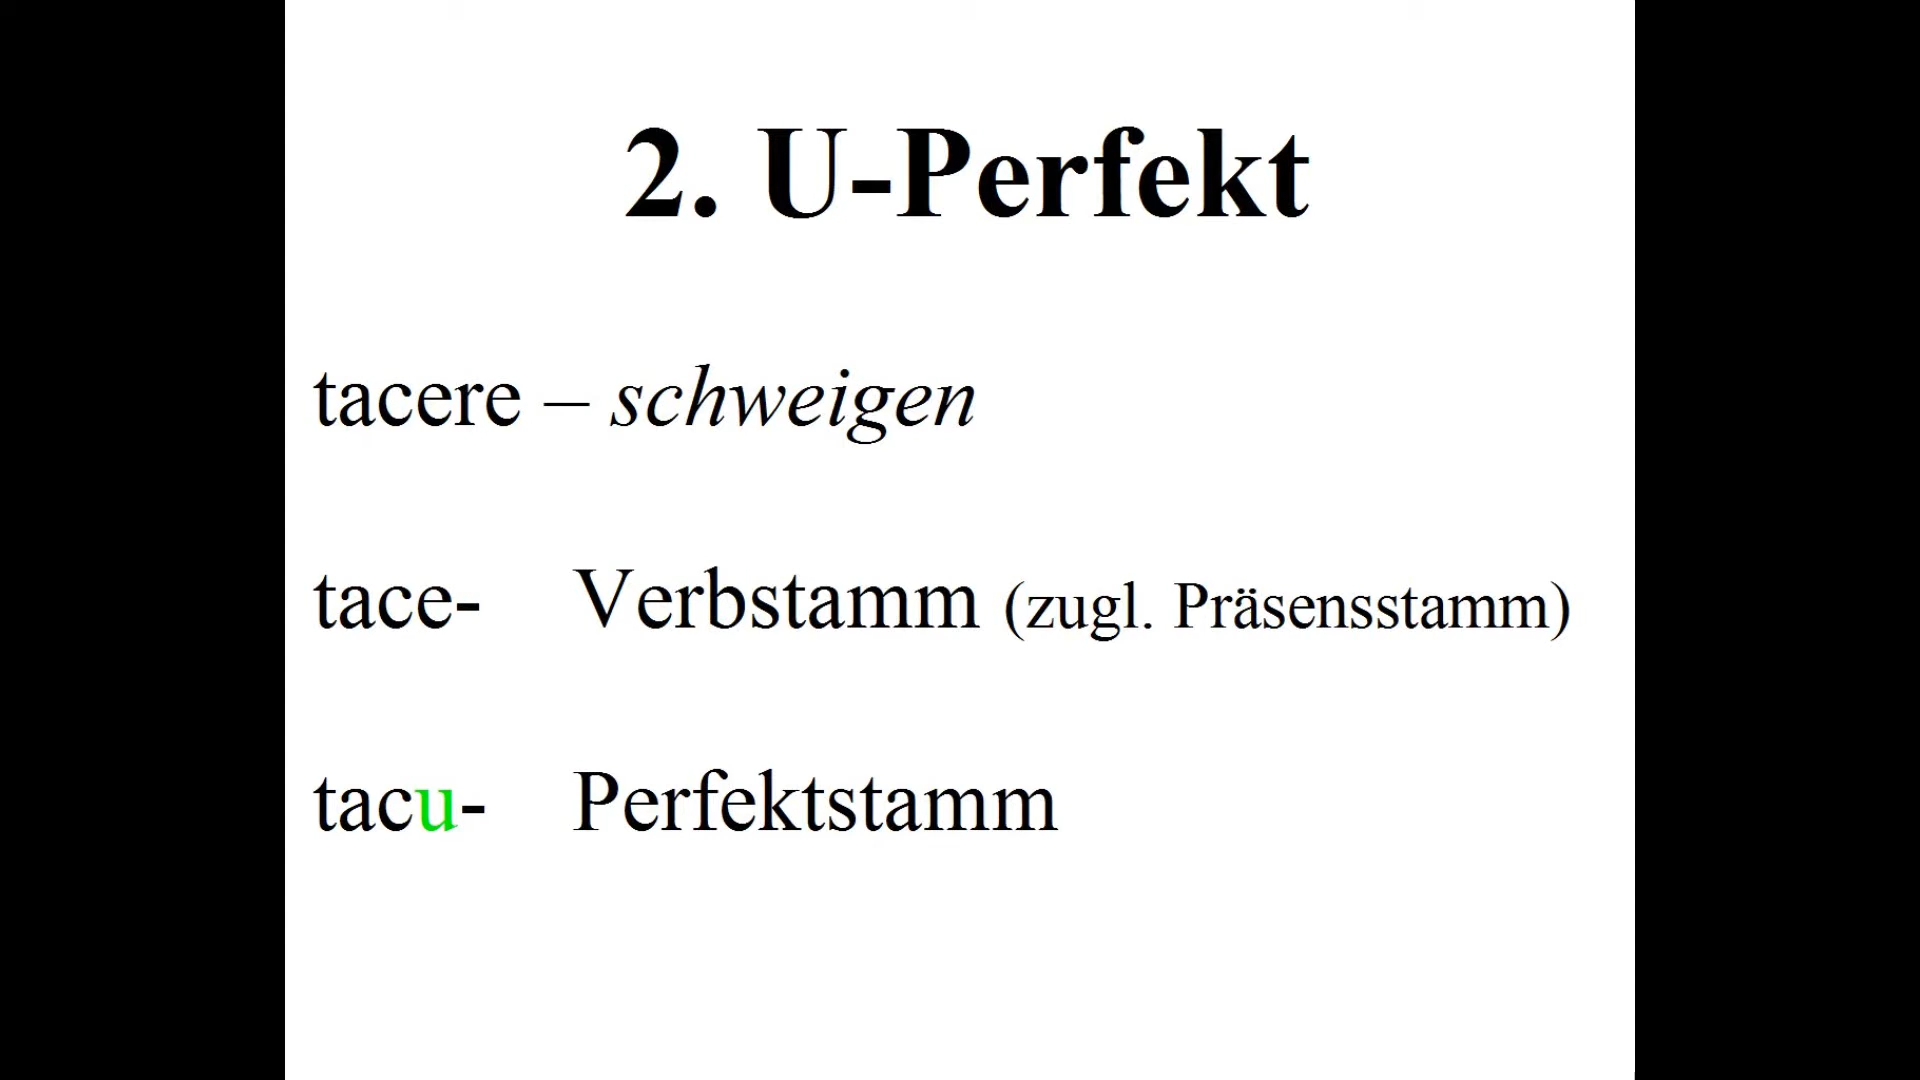 2. U-Perfekt
tacere – schweigen
tace- Verbstamm (zugl. Präsensstamm)
tacu- Perfektstamm